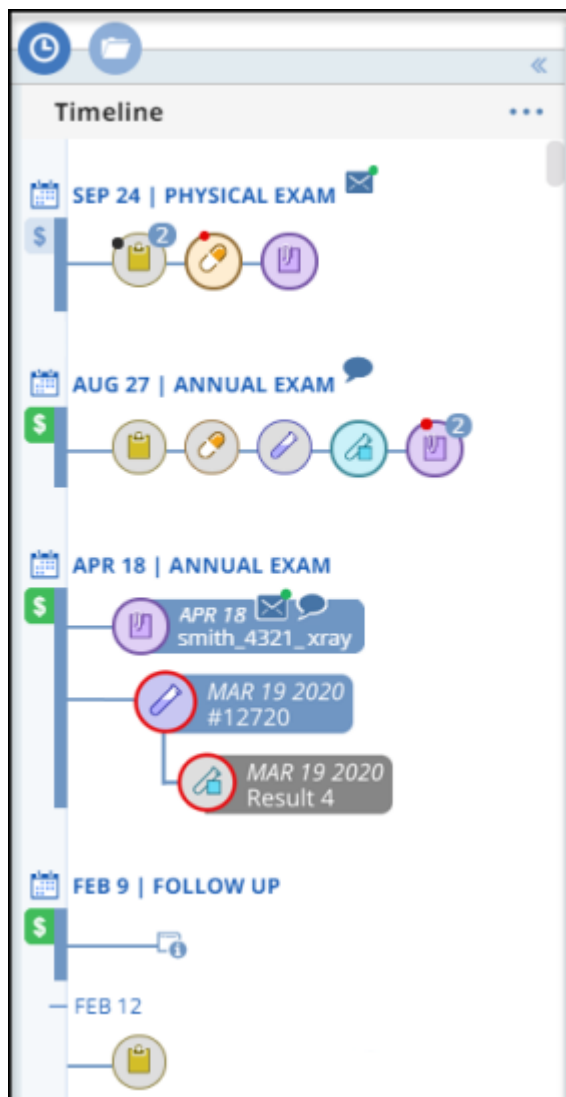 Timeline
SEP 24 | PHYSICAL EXAM
$
2
AUG 27 | ANNUAL EXAM
$
2
APR 18 | ANNUAL EXAM
$
APR 18
smith_4321_xray
MAR 19 2020
#12720
MAR 19 2020
Result 4
FEB 9 | FOLLOW UP
$
FEB 12